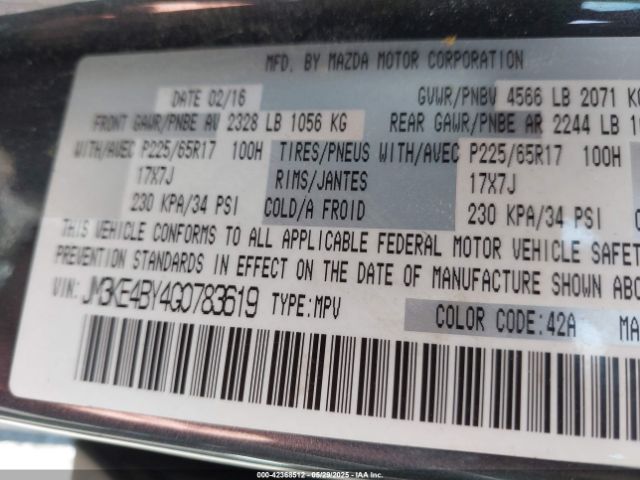 MFD. BY MAZDA MOTOR CORPORATION
DATE 02/16 GVWR/PNBV 4566 LB 2071 KG
FRONT GAWR/PNBE AV 2328 LB 1056 KG REAR GAWR/PNBE AR 2244 LB
WITH/AVEC P225/65R17 100H TIRES/PNEUS WITH/AVEC P225/65R17 100H
17X7J RIMS/JANTES 17X7J
230 KPA/34 PSI COLD/A FROID 230 KPA/34 PSI
THIS VEHICLE CONFORMS TO ALL APPLICABLE FEDERAL MOTOR VEHICLE SAFET
PREVENTION STANDARDS IN EFFECT ON THE DATE OF MANUFACTURE SHOWN ABO
VIN: JM3KE4BY4G0783619 TYPE:MPV COLOR CODE:42A MA
000-42368512 - 05/29/2025 - IAAI.COM